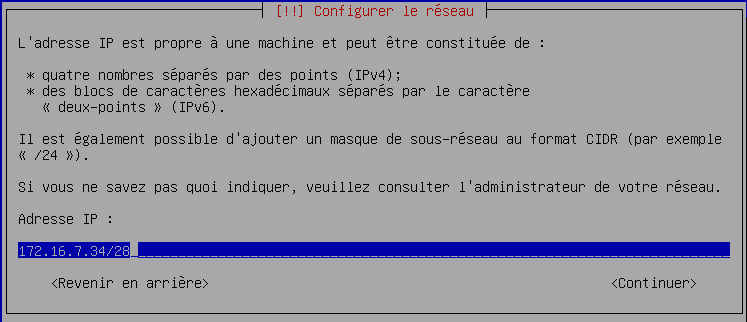 [!!] Configurer le réseau
L'adresse IP est propre à une machine et peut être constituée de :
* quatre nombres séparés par des points (IPv4);
* des blocs de caractères hexadécimaux séparés par le caractère
« deux-points » (IPv6).
Il est également possible d'ajouter un masque de sous-réseau au format CIDR (par exemple
« /24 »).
Si vous ne savez pas quoi indiquer, veuillez consulter l'administrateur de votre réseau.
Adresse IP :
172.16.7.34/28
<Revenir en arrière> <Continuer>